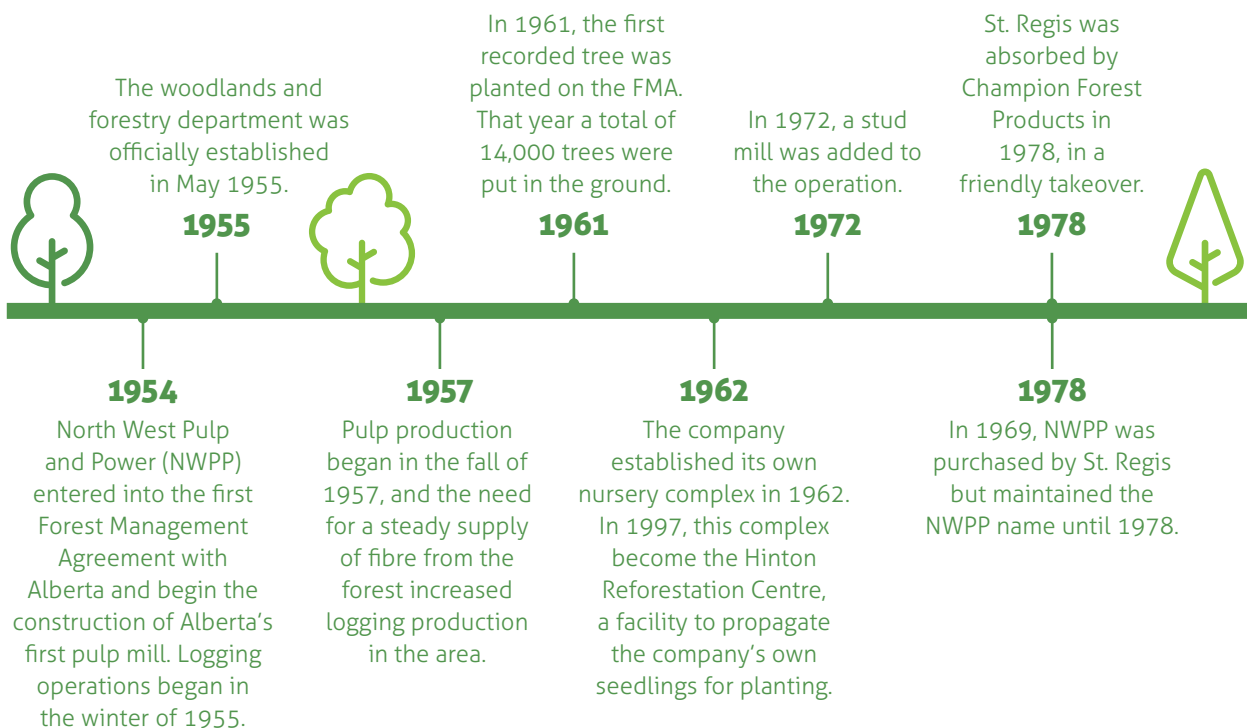 The woodlands and
forestry department was
officially established
in May 1955.
1955
In 1961, the first
recorded tree was
planted on the FMA.
That year a total of
14,000 trees were
put in the ground.
1961
In 1972, a stud
mill was added to
the operation.
1972
St. Regis was
absorbed by
Champion Forest
Products in
1978, in a
friendly takeover.
1978
1954
North West Pulp
and Power (NWPP)
entered into the first
Forest Management
Agreement with
Alberta and begin the
construction of Alberta's
first pulp mill. Logging
operations began in
the winter of 1955.
1957
Pulp production
began in the fall of
1957, and the need
for a steady supply
of fibre from the
forest increased
logging production
in the area.
1962
The company
established its own
nursery complex in 1962.
In 1997, this complex
become the Hinton
Reforestation Centre,
a facility to propagate
the company's own
seedlings for planting.
1978
In 1969, NWPP was
purchased by St. Regis
but maintained the
NWPP name until 1978.